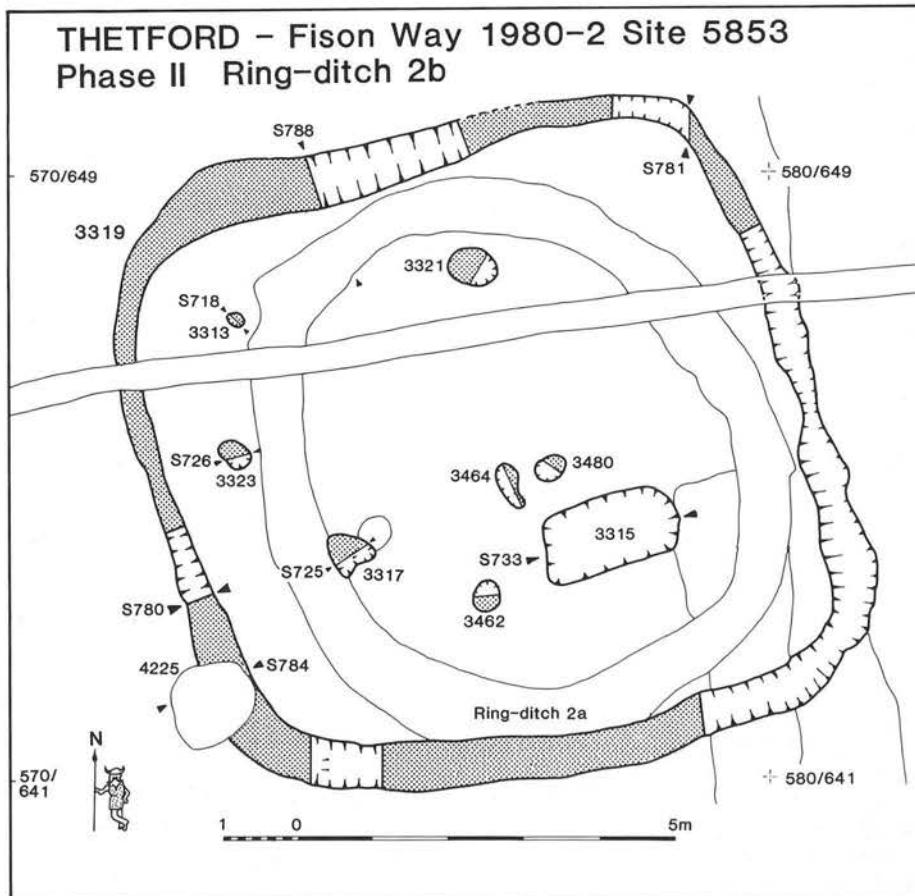 THETFORD – Fison Way 1980-2 Site 5853
Phase II Ring-ditch 2b
S788
570/649
S781
580/649
3319
3321
S718
3313
S726
3323
3464
3480
3315
S733
S725
3317
3462
S780
4225
S784
Ring-ditch 2a
N
570/
641
580/641
1 0 5m